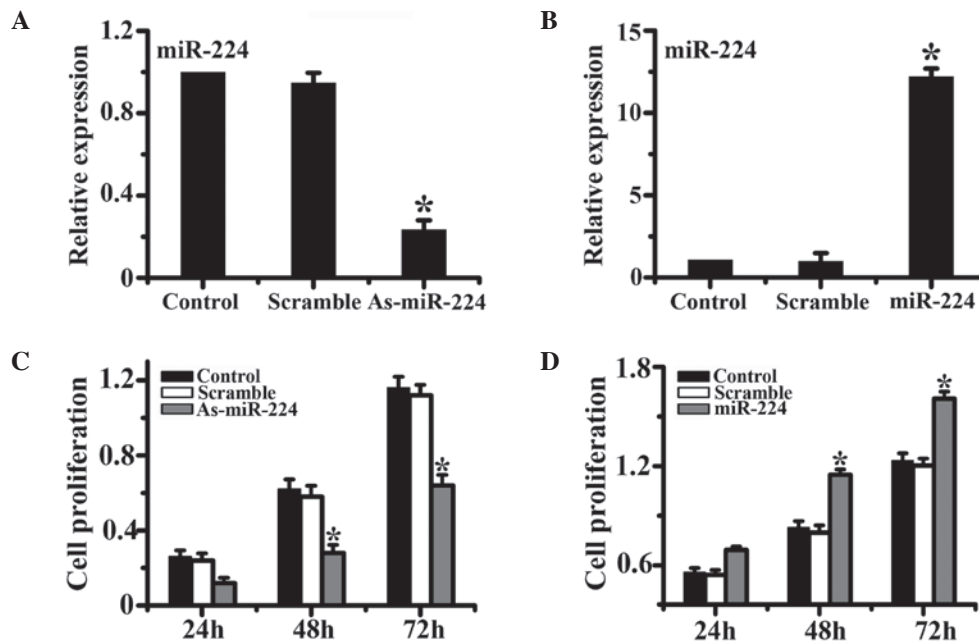 A
miR-224
Relative expression
1.2
0.8
0.4
0
*
Control Scramble As-miR-224
B
miR-224
Relative expression
15
10
5
0
*
Control Scramble miR-224
C
Control
Scramble
As-miR-224
Cell proliferation
1.2
0.8
0.4
0
*
*
24h 48h 72h
D
Control
Scramble
miR-224
Cell proliferation
1.8
1.2
0.6
*
*
24h 48h 72h